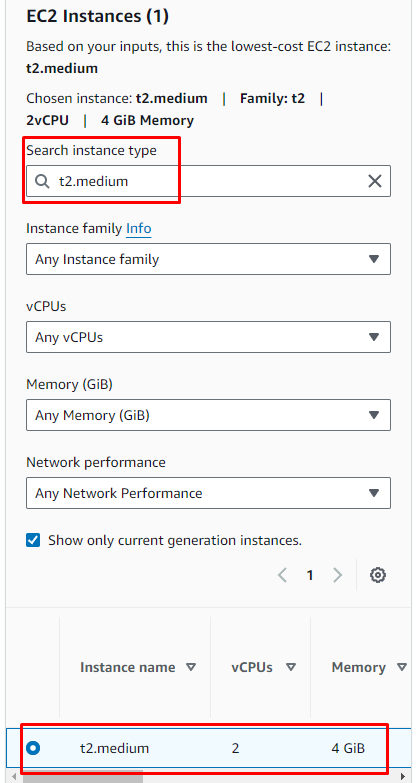 EC2 Instances (1)
Based on your inputs, this is the lowest-cost EC2 instance:
t2.medium
Chosen instance: t2.medium | Family: t2 |
2vCPU | 4 GiB Memory
Search instance type
t2.medium
Instance family Info
Any Instance family
vCPUs
Any vCPUs
Memory (GiB)
Any Memory (GiB)
Network performance
Any Network Performance
Show only current generation instances.
1
Instance name vCPUs Memory
t2.medium 2 4 GiB